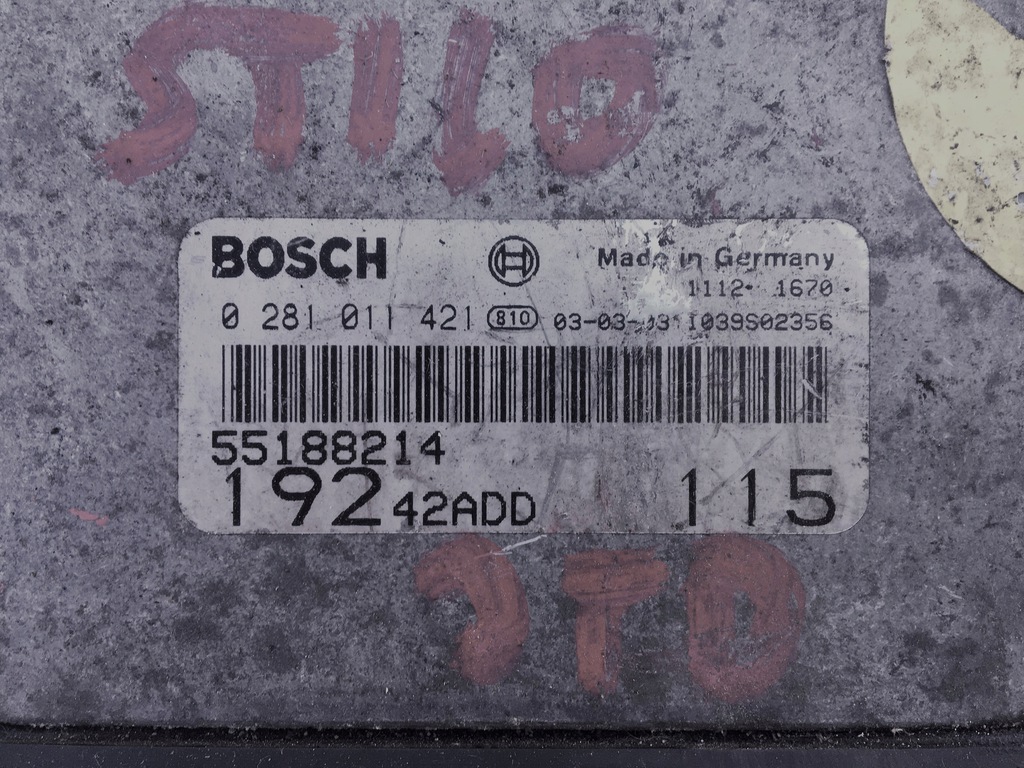 STILO
BOSCH Made in Germany
1112· 1670·
0 281 011 421 810 03-03-03 1039S02356
55188214
192 42ADD 115
JTD